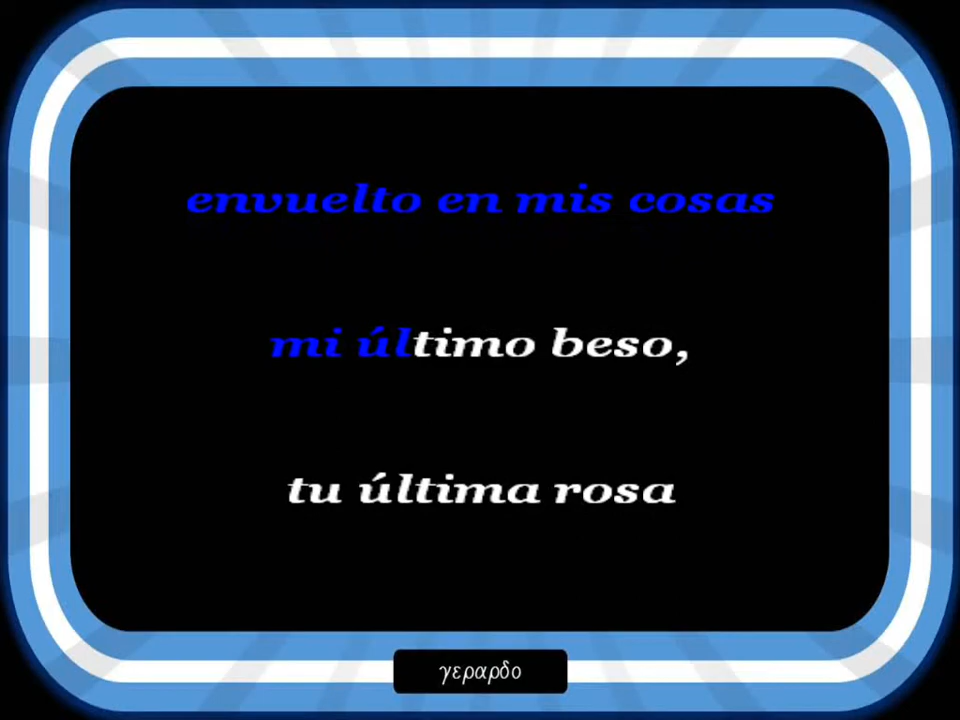 envuelto en mis cosas
mi último beso,
tu última rosa
γεραρδο